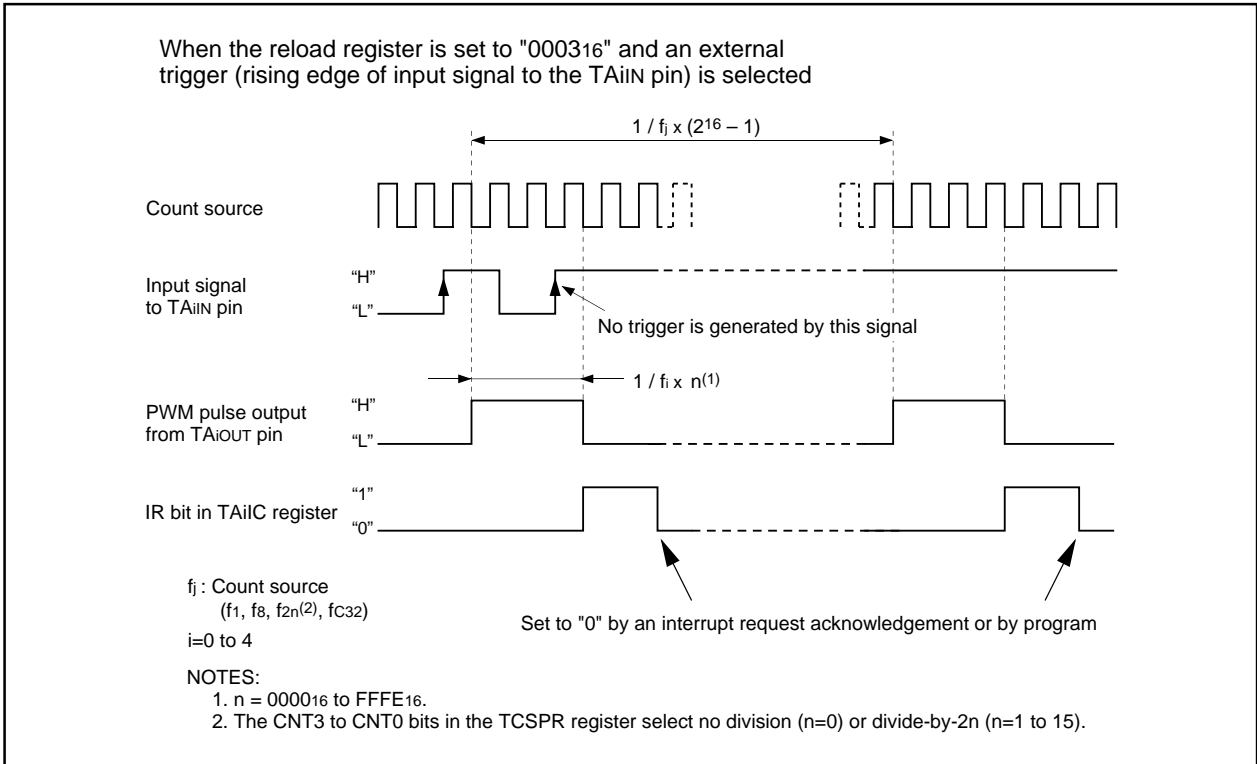 When the reload register is set to "000316" and an external
trigger (rising edge of input signal to the TAiIN pin) is selected
1 / fj x (216 – 1)
Count source
Input signal
to TAiIN pin
“H”
“L”
No trigger is generated by this signal
1 / fi x n(1)
PWM pulse output
from TAiOUT pin
“H”
“L”
IR bit in TAiIC register
“1”
“0”
fj : Count source
(f1, f8, f2n(2), fC32)
i=0 to 4
Set to "0" by an interrupt request acknowledgement or by program
NOTES:
1. n = 000016 to FFFE16.
2. The CNT3 to CNT0 bits in the TCSPR register select no division (n=0) or divide-by-2n (n=1 to 15).